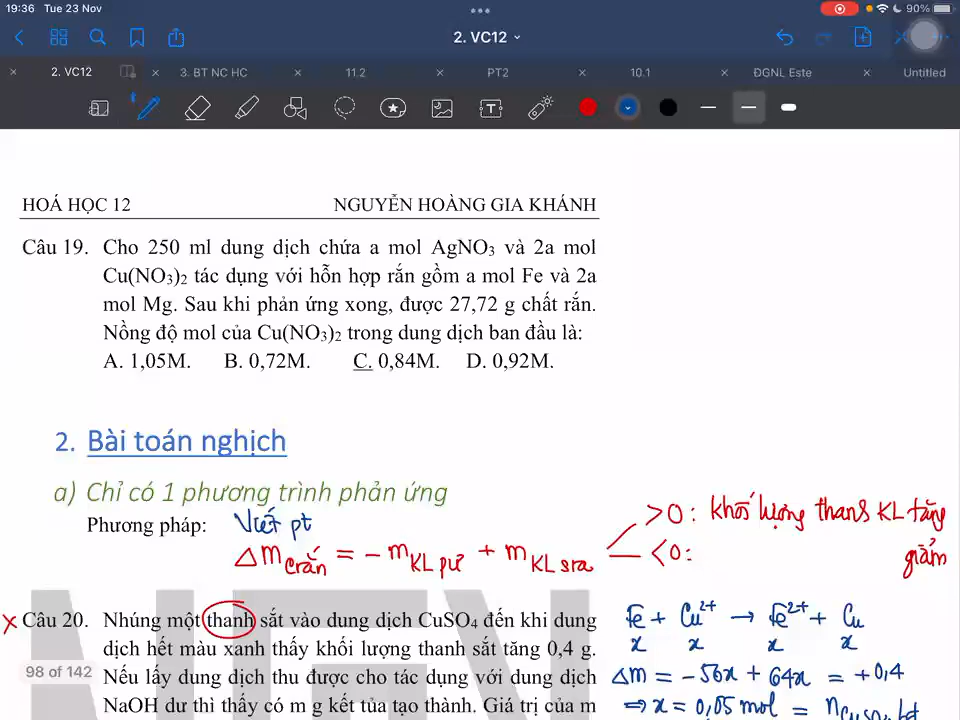 19:36 Tue 23 Nov
90%
2. VC12
2. VC12
3. BT NC HC
11.2
PT2
10.1
ĐGNL Este
Untitled
HOÁ HỌC 12
NGUYỄN HOÀNG GIA KHÁNH
Câu 19. Cho 250 ml dung dịch chứa a mol AgNO₃ và 2a mol
Cu(NO₃)₂ tác dụng với hỗn hợp rắn gồm a mol Fe và 2a
mol Mg. Sau khi phản ứng xong, được 27,72 g chất rắn.
Nồng độ mol của Cu(NO₃)₂ trong dung dịch ban đầu là:
A. 1,05M. B. 0,72M. C. 0,84M. D. 0,92M.
2. Bài toán nghịch
a) Chỉ có 1 phương trình phản ứng
Phương pháp: Viết pt
>0: khối lượng thanh KL tăng
Δm crắn = -m KL pư + m KL sra
<0: giảm
x Câu 20. Nhúng một thanh sắt vào dung dịch CuSO₄ đến khi dung
dịch hết màu xanh thấy khối lượng thanh sắt tăng 0,4 g.
Nếu lấy dung dịch thu được cho tác dụng với dung dịch
NaOH dư thì thấy có m g kết tủa tạo thành. Giá trị của m
Fe + Cu²⁺ → Fe²⁺ + Cu
x x x x
Δm = -56x + 64x = +0,4
⇒ x = 0,05 mol = n
98 of 142